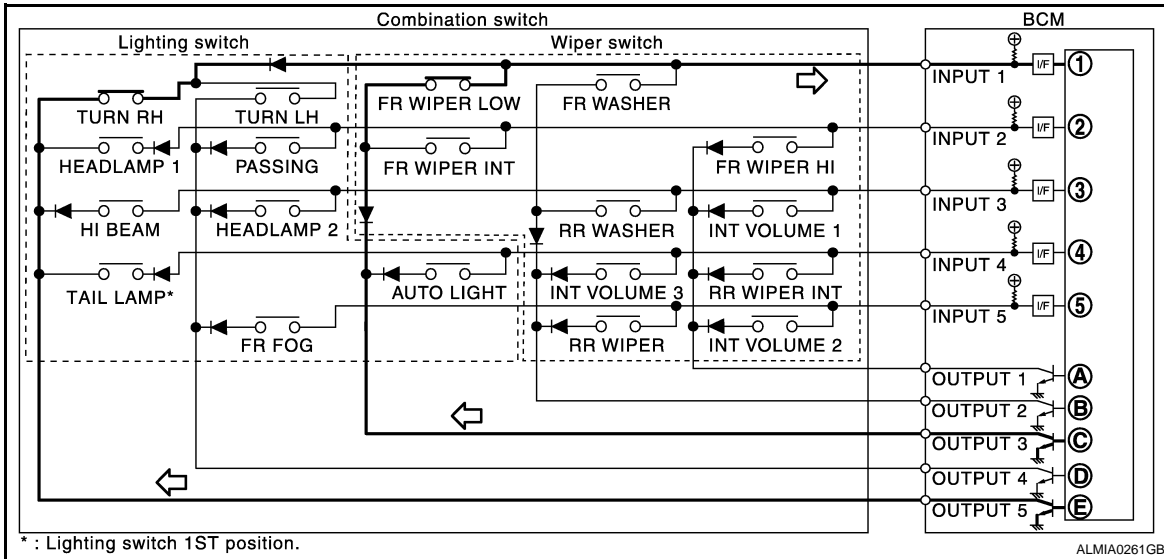 Combination switch
BCM
Lighting switch
Wiper switch
INPUT 1
I/F
1
TURN RH
TURN LH
FR WIPER LOW
FR WASHER
INPUT 2
I/F
2
HEADLAMP 1
PASSING
FR WIPER INT
FR WIPER HI
INPUT 3
I/F
3
HI BEAM
HEADLAMP 2
RR WASHER
INT VOLUME 1
INPUT 4
I/F
4
TAIL LAMP*
AUTO LIGHT
INT VOLUME 3
RR WIPER INT
INPUT 5
I/F
5
FR FOG
RR WIPER
INT VOLUME 2
OUTPUT 1
A
OUTPUT 2
B
OUTPUT 3
C
OUTPUT 4
D
OUTPUT 5
E
* : Lighting switch 1ST position.
ALMIA0261GB